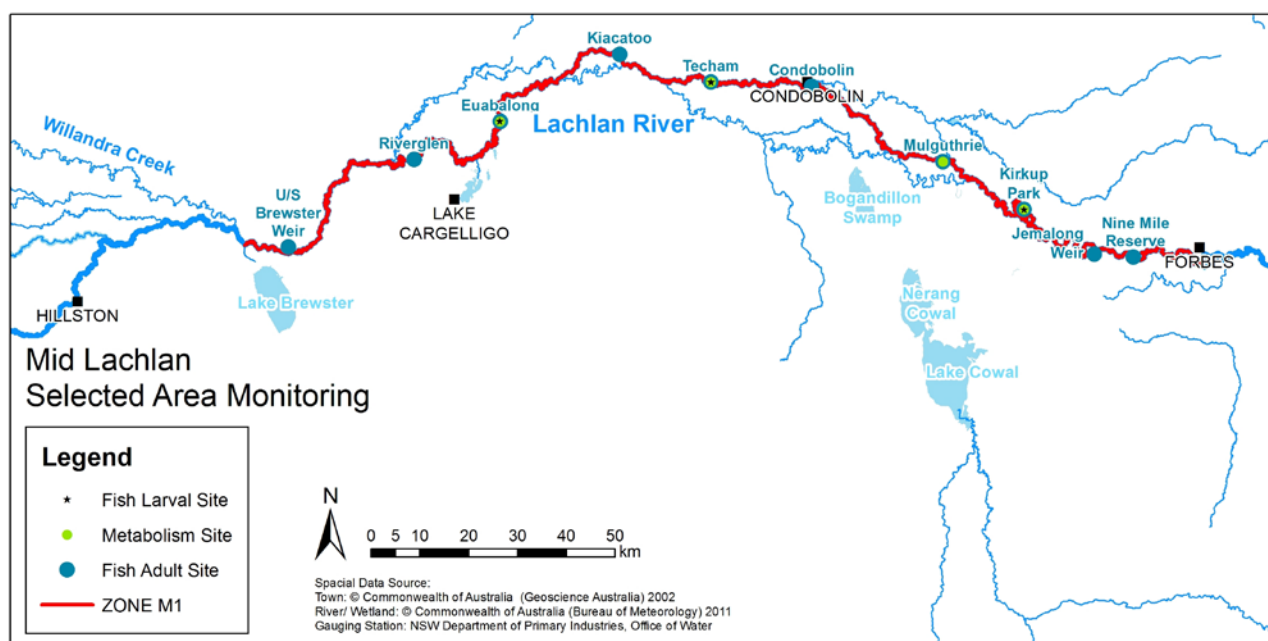 Kiacatoo
Techam
Condobolin
CONDOBOLIN
Euabalong
Lachlan River
Willandra Creek
Riverglen
Mulguthrie
Kirkup
Park
U/S
Brewster
Weir
LAKE
CARGELLIGO
Bogandillon
Swamp
Jemalong
Weir
Nine Mile
Reserve
FORBES
Lake Brewster
HILLSTON
Nerang
Cowal
Lake Cowal
Mid Lachlan
Selected Area Monitoring
Legend
Fish Larval Site
Metabolism Site
Fish Adult Site
ZONE M1
N
0 5 10 20 30 40 50
km
Spacial Data Source:
Town: © Commonwealth of Australia (Geoscience Australia) 2002
River/ Wetland: © Commonwealth of Australia (Bureau of Meteorology) 2011
Gauging Station: NSW Department of Primary Industries, Office of Water